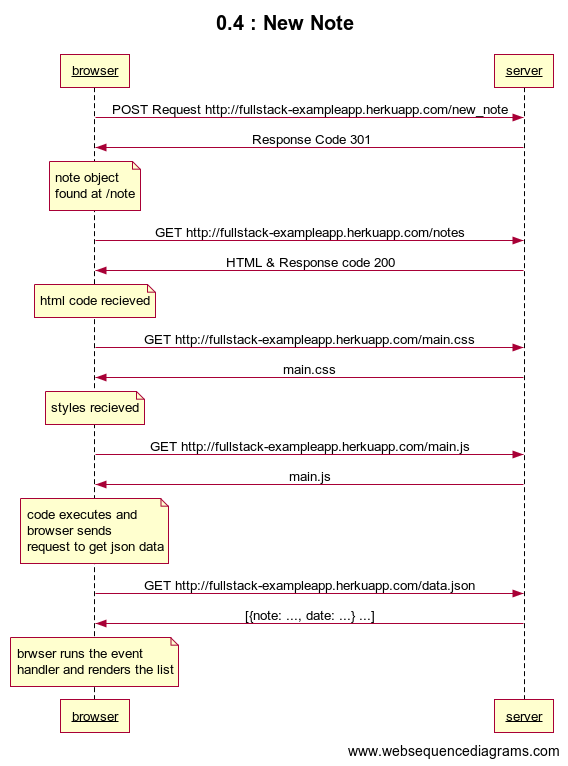 0.4 : New Note
browser
server
POST Request http://fullstack-exampleapp.herkuapp.com/new_note
Response Code 301
note object
found at /note
GET http://fullstack-exampleapp.herkuapp.com/notes
HTML & Response code 200
html code recieved
GET http://fullstack-exampleapp.herkuapp.com/main.css
main.css
styles recieved
GET http://fullstack-exampleapp.herkuapp.com/main.js
main.js
code executes and
browser sends
request to get json data
GET http://fullstack-exampleapp.herkuapp.com/data.json
[{note: ..., date: ...} ...]
brwser runs the event
handler and renders the list
browser
server
www.websequencediagrams.com